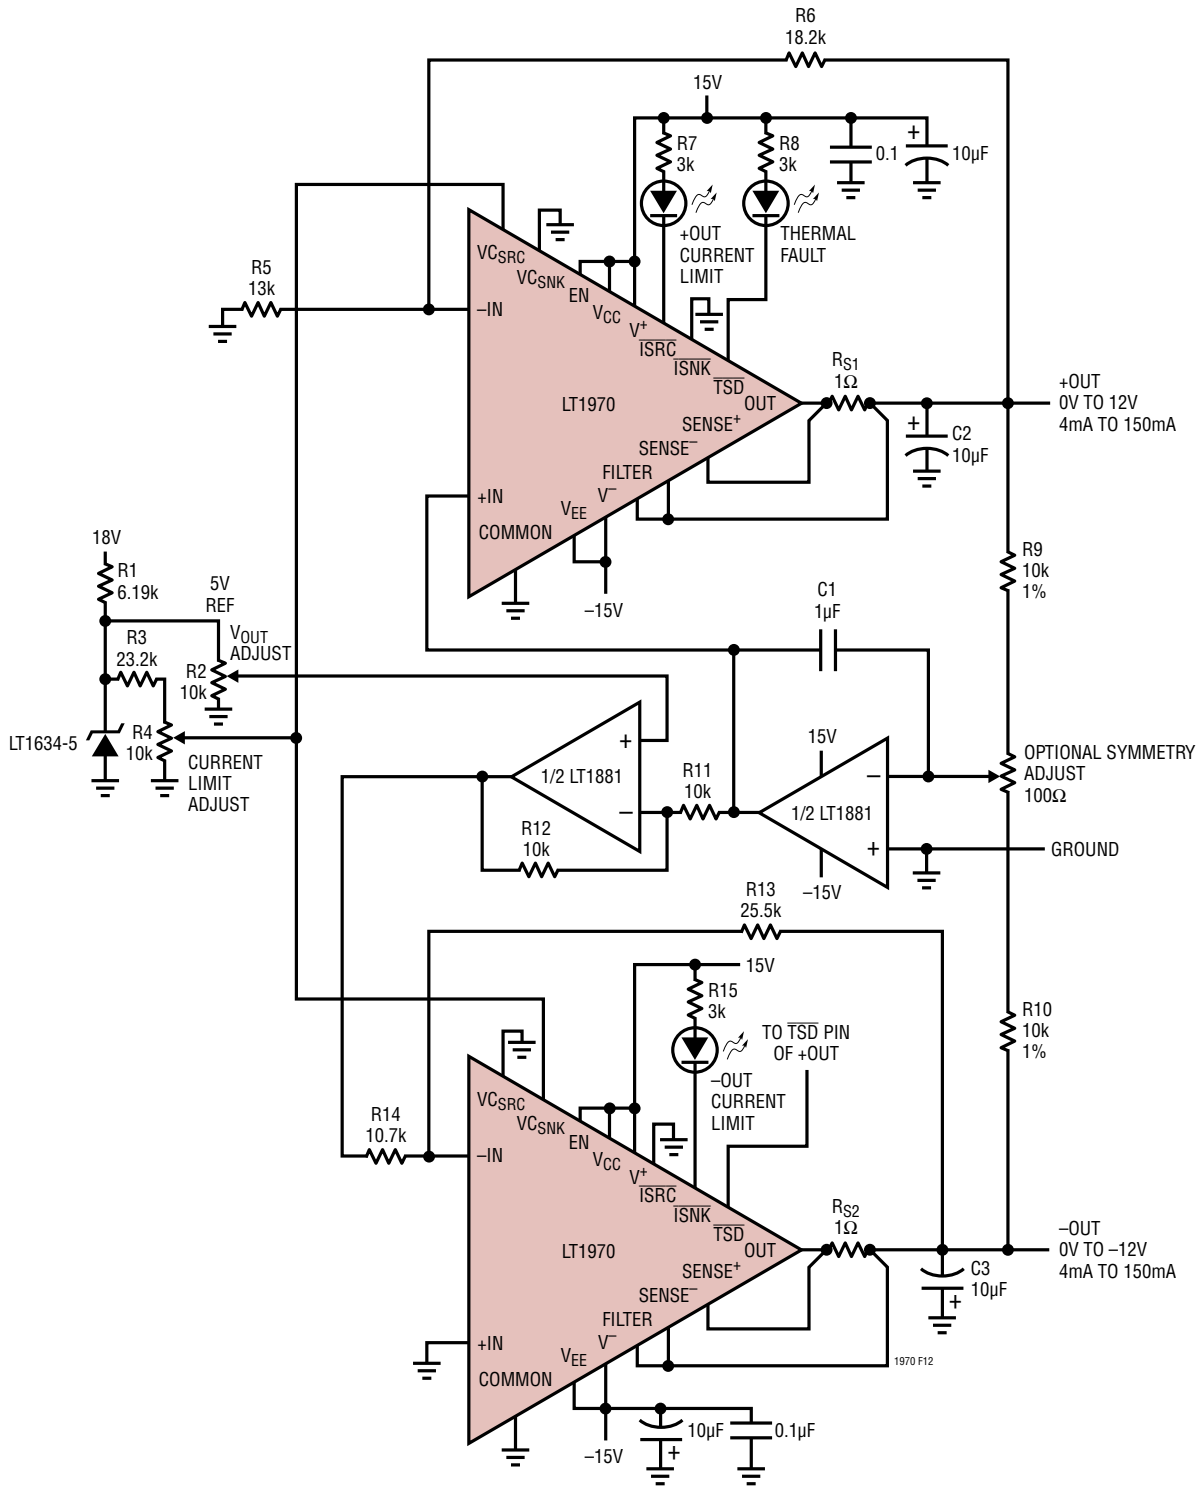 R6
18.2k
15V
R7
3k
R8
3k
0.1
+
10µF
+OUT
CURRENT
LIMIT
THERMAL
FAULT
R5
13k
VCSRC
VCSNK
EN
VCC
V+
ISRC
ISNK
TSD
OUT
–IN
LT1970
SENSE+
SENSE–
FILTER
V–
VEE
+IN
COMMON
–15V
RS1
1Ω
+OUT
0V TO 12V
4mA TO 150mA
+
C2
10µF
18V
R1
6.19k
5V
REF
VOUT
ADJUST
R3
23.2k
R2
10k
LT1634-5
R4
10k
CURRENT
LIMIT
ADJUST
C1
1µF
R9
10k
1%
+
1/2 LT1881
–
R11
10k
R12
10k
15V
–
1/2 LT1881
+
–15V
OPTIONAL SYMMETRY
ADJUST
100Ω
GROUND
R13
25.5k
15V
R15
3k
TO TSD PIN
OF +OUT
–OUT
CURRENT
LIMIT
R10
10k
1%
R14
10.7k
VCSRC
VCSNK
EN
VCC
V+
ISRC
ISNK
TSD
OUT
–IN
LT1970
SENSE+
SENSE–
FILTER
V–
VEE
+IN
COMMON
RS2
1Ω
–OUT
0V TO –12V
4mA TO 150mA
C3
10µF
+
1970 F12
–15V
10µF
+
0.1µF